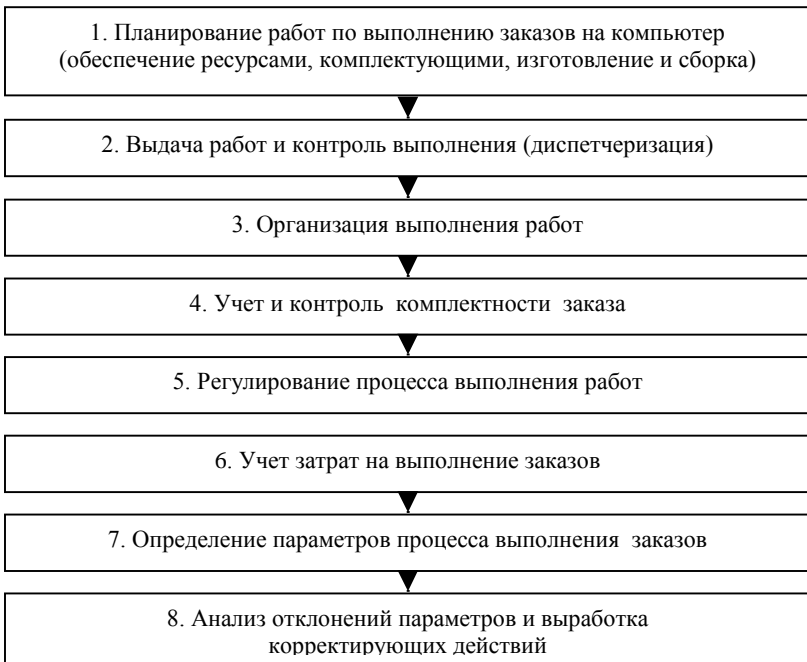 1. Планирование работ по выполнению заказов на компьютер
(обеспечение ресурсами, комплектующими, изготовление и сборка)
2. Выдача работ и контроль выполнения (диспетчеризация)
3. Организация выполнения работ
4. Учет и контроль комплектности заказа
5. Регулирование процесса выполнения работ
6. Учет затрат на выполнение заказов
7. Определение параметров процесса выполнения заказов
8. Анализ отклонений параметров и выработка
корректирующих действий